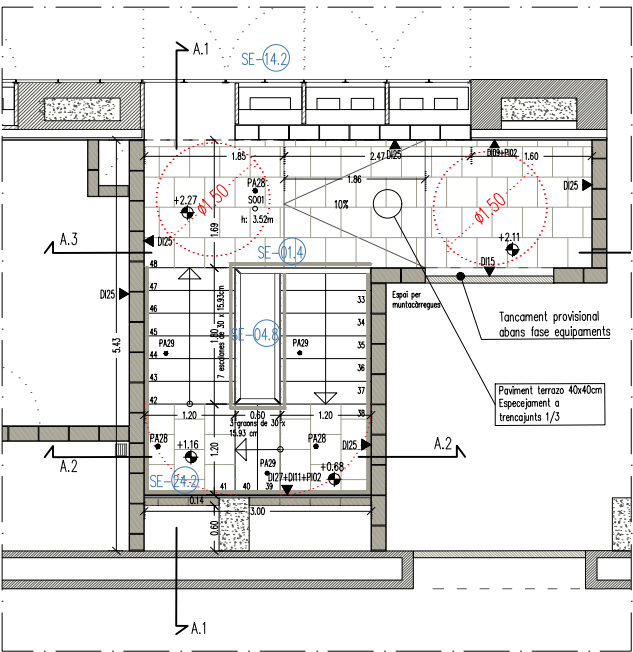 A.1
SE-14.2
1.85
2.47
DI25
DI09+PI02
1.60
PA28
S001
h: 3.52m
1.86
DI25
ø1.50
ø1.50
+2.27
10%
1.69
+2.11
A.3
DI25
SE-01.4
DI15
48
47
46
45
44
43
42
DI25
33
34
35
36
37
38
Espai per
muntacàrregues
Tancament provisional
abans fase equipaments
5.43
1.80
7 escalones de 30 x 15.93cm
SE-04.8
PA29
PA29
Paviment terrazo 40x40cm
Especejament a
trencajunts 1/3
1.20
0.60
1.20
3 graons de 30 x
15.93 cm
PA28
+1.16
1.20
PA28
DI25
A.2
A.2
PA29
+0.68
SE-24.2
DI27+DI11+PI02
41
40
39
0.14
3.00
0.60
A.1